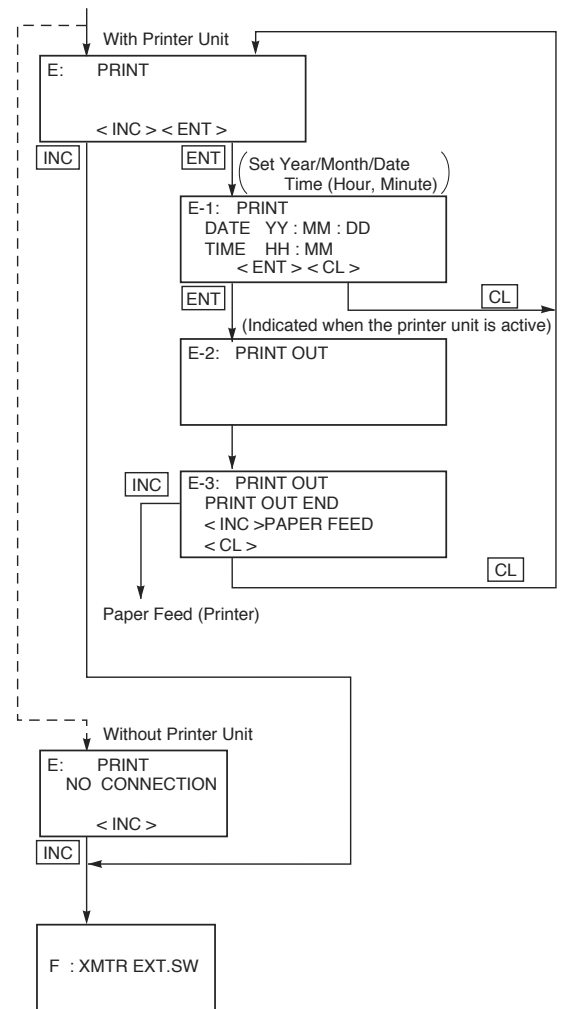 With Printer Unit
E: PRINT
< INC > < ENT >
INC
ENT
(Set Year/Month/Date
Time (Hour, Minute))
E-1: PRINT
DATE YY : MM : DD
TIME HH : MM
< ENT > < CL >
ENT
CL
(Indicated when the printer unit is active)
E-2: PRINT OUT
INC
E-3: PRINT OUT
PRINT OUT END
< INC >PAPER FEED
< CL >
CL
Paper Feed (Printer)
Without Printer Unit
E: PRINT
NO CONNECTION
< INC >
INC
F : XMTR EXT.SW